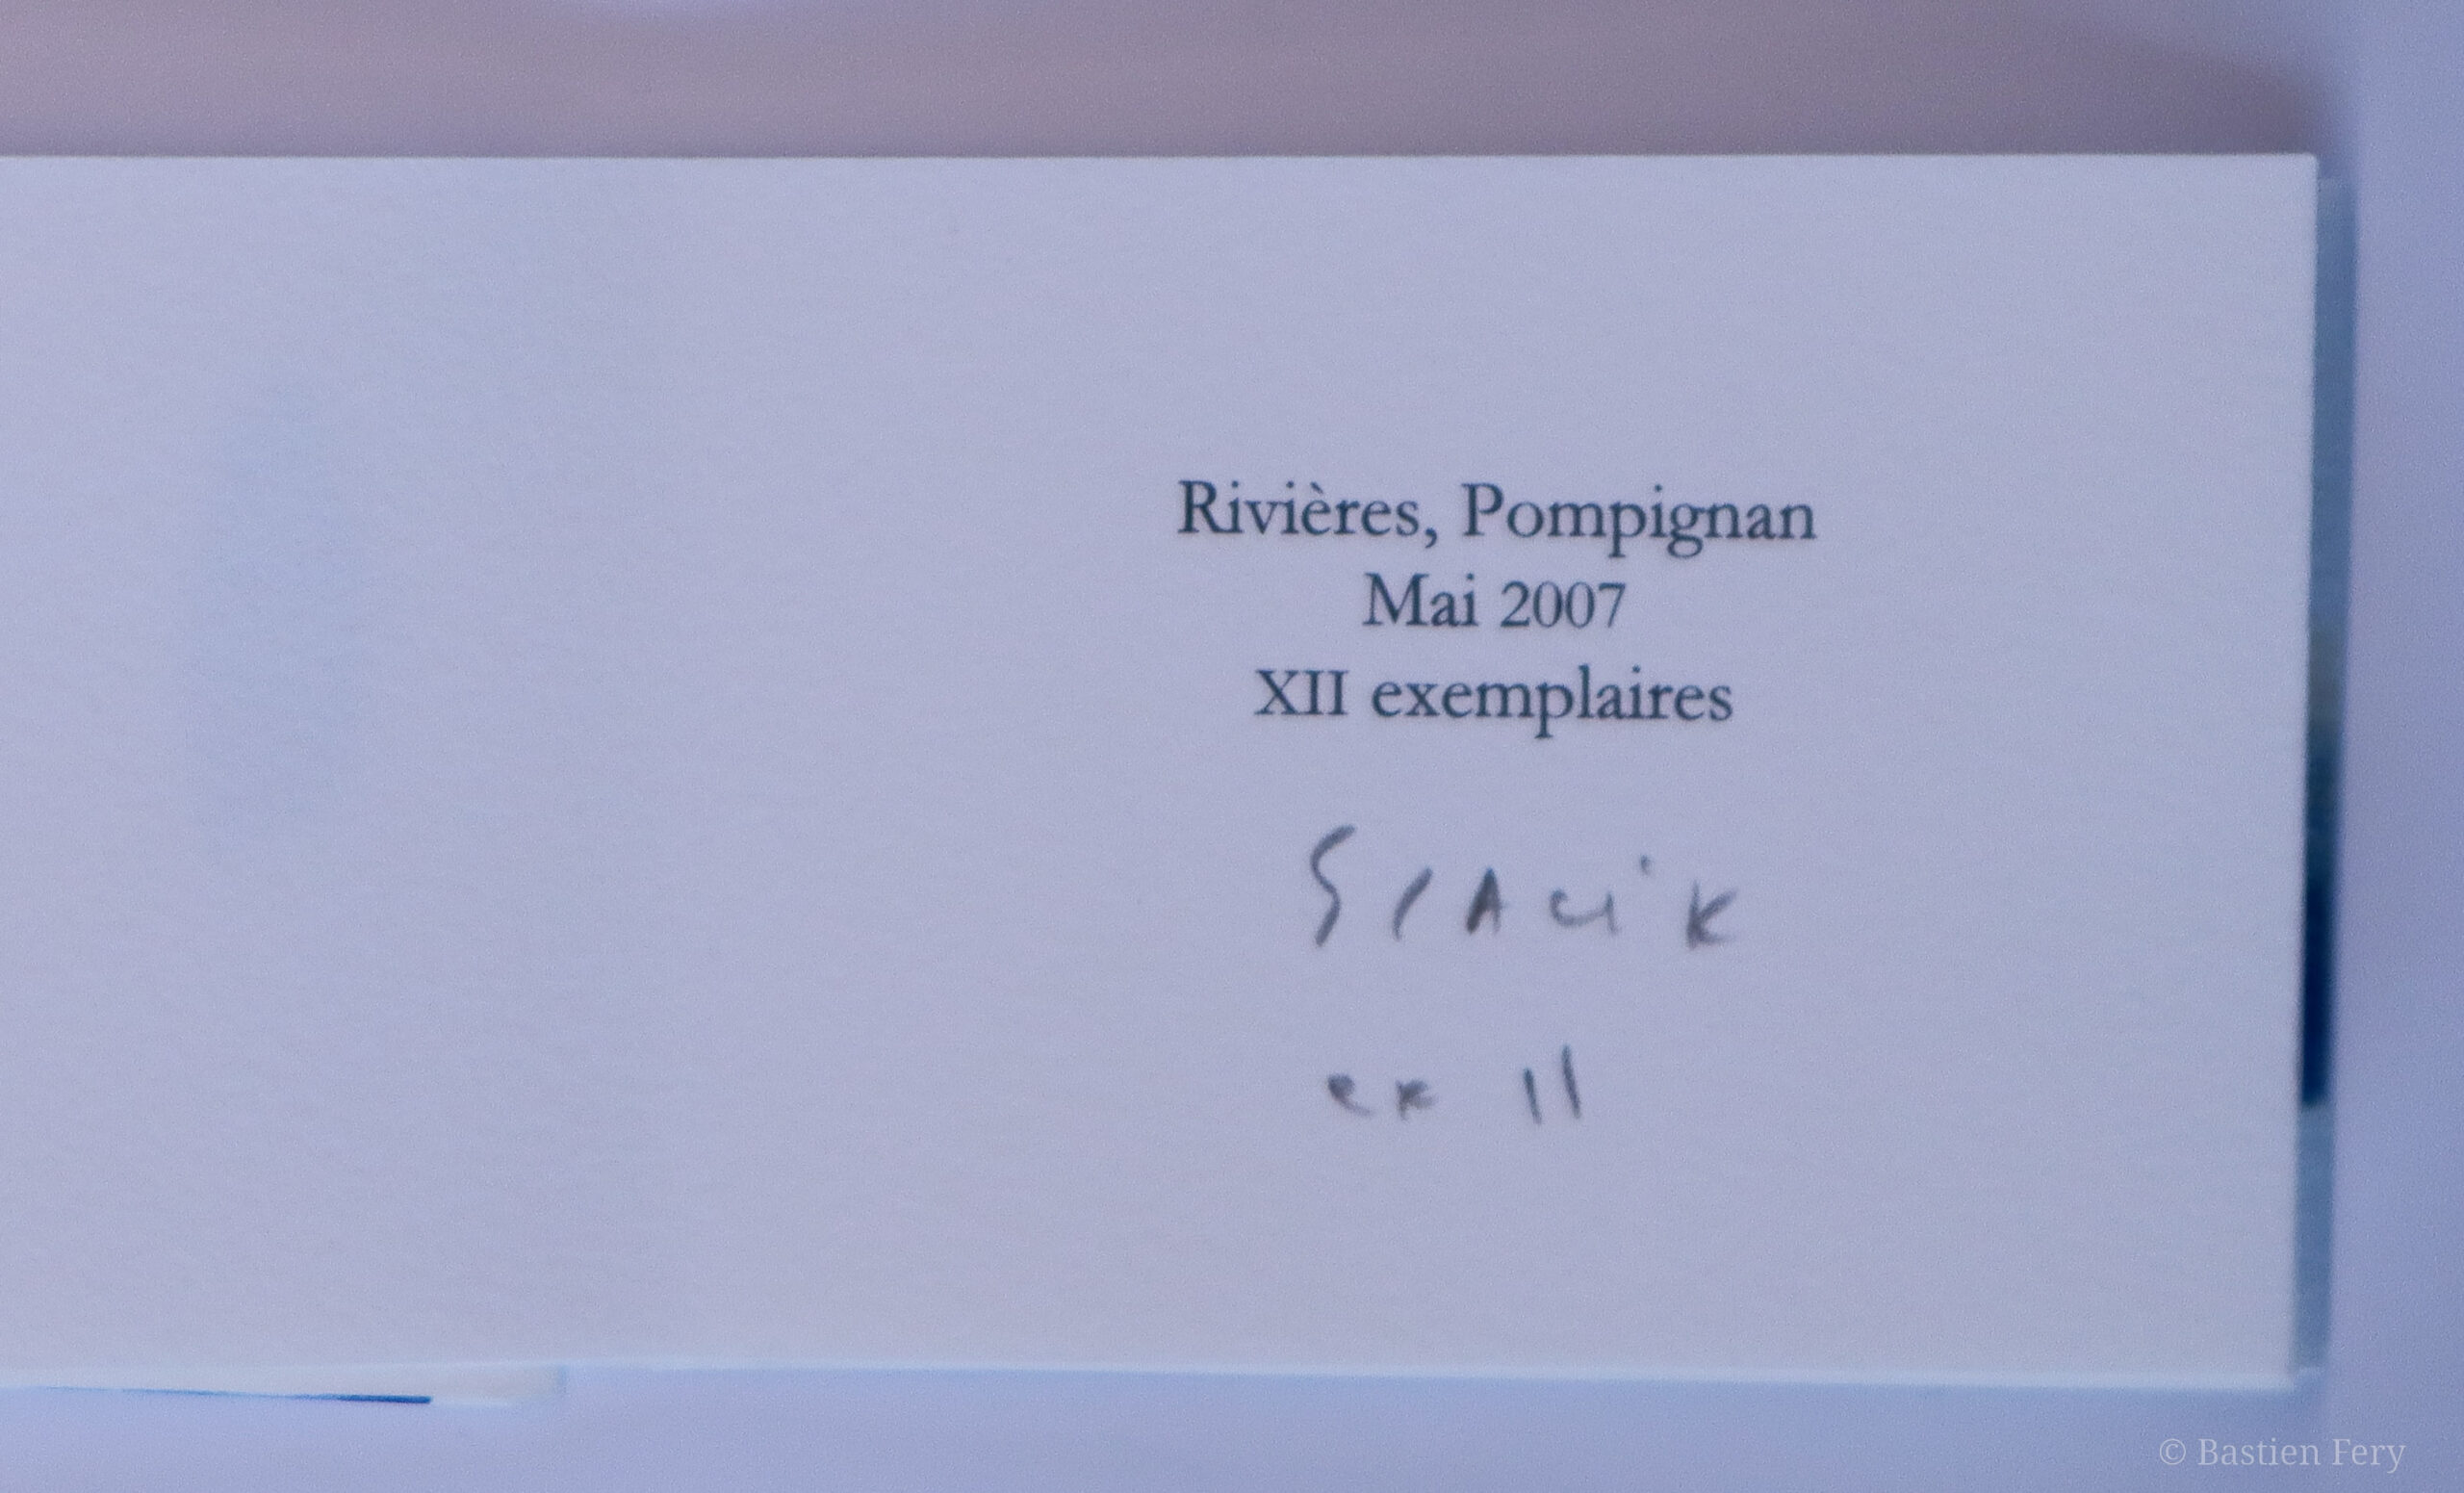 Rivières, Pompignan
Mai 2007
XII exemplaires
ex 11
© Bastien Fery